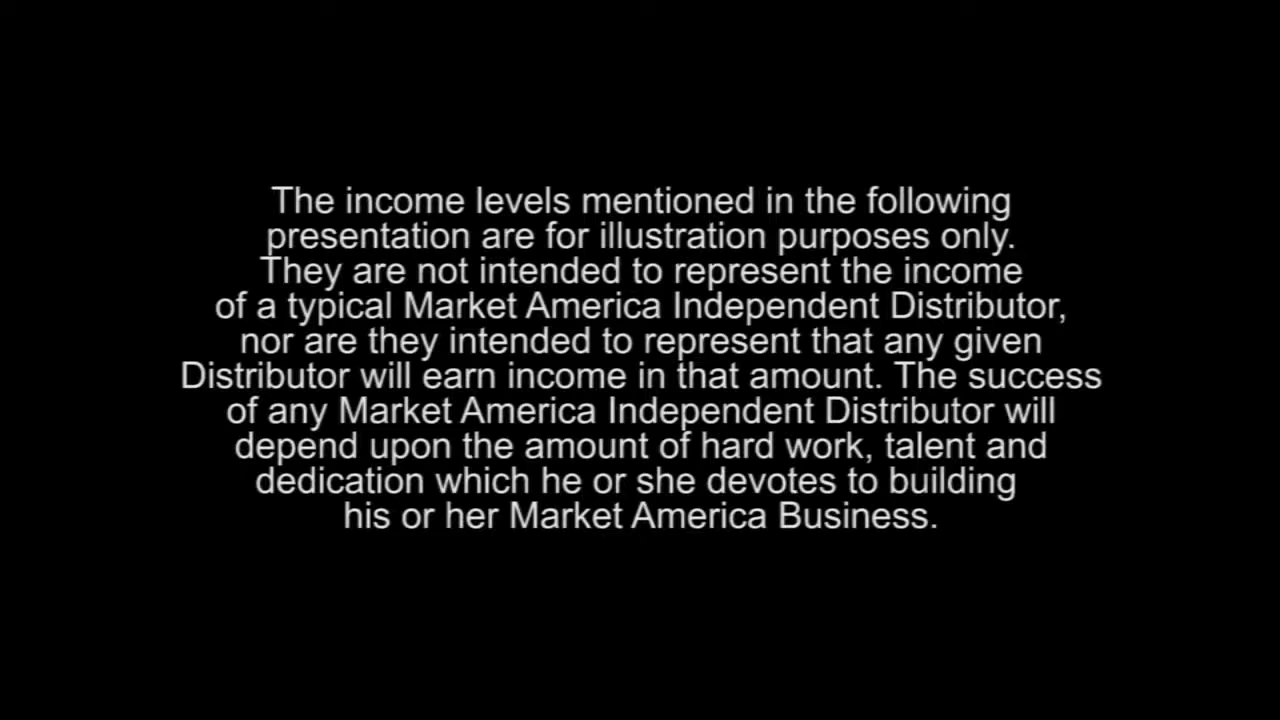 The income levels mentioned in the following
presentation are for illustration purposes only.
They are not intended to represent the income
of a typical Market America Independent Distributor,
nor are they intended to represent that any given
Distributor will earn income in that amount. The success
of any Market America Independent Distributor will
depend upon the amount of hard work, talent and
dedication which he or she devotes to building
his or her Market America Business.